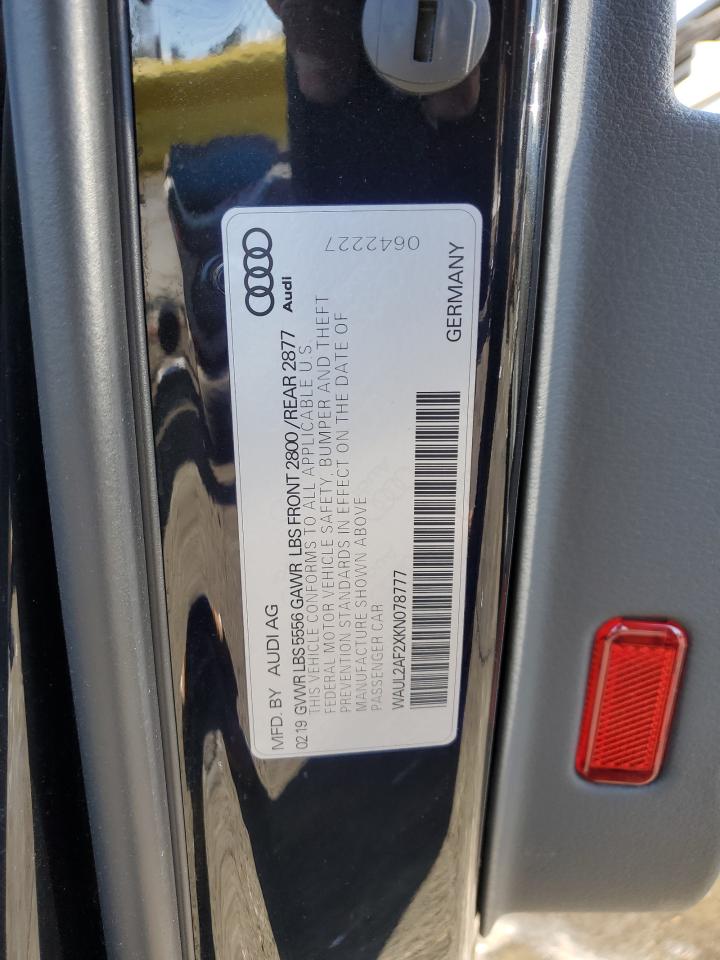 MFD. BY AUDI AG
Audi
02 19 GVWR LBS 5556 GAWR LBS FRONT 2800 / REAR 2877
THIS VEHICLE CONFORMS TO ALL APPLICABLE U.S.
FEDERAL MOTOR VEHICLE SAFETY, BUMPER AND THEFT
PREVENTION STANDARDS IN EFFECT ON THE DATE OF
MANUFACTURE SHOWN ABOVE
PASSENGER CAR
0642227
WAUL2AF2XKN078777
GERMANY